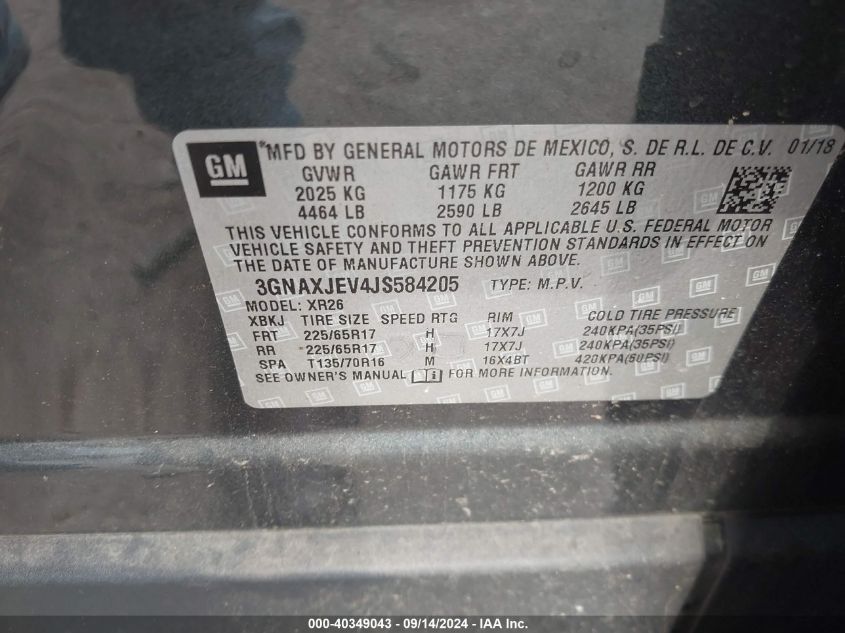 GM *MFD BY GENERAL MOTORS DE MEXICO, S. DE R.L. DE C.V. 01/18
GVWR GAWR FRT GAWR RR
2025 KG 1175 KG 1200 KG
4464 LB 2590 LB 2645 LB
THIS VEHICLE CONFORMS TO ALL APPLICABLE U.S. FEDERAL MOTOR
VEHICLE SAFETY AND THEFT PREVENTION STANDARDS IN EFFECT ON
THE DATE OF MANUFACTURE SHOWN ABOVE.
3GNAXJEV4JS584205 TYPE: M.P.V.
MODEL: XR26
XBKJ TIRE SIZE SPEED RTG RIM COLD TIRE PRESSURE
FRT 225/65R17 H 17X7J 240KPA(35PSI)
RR 225/65R17 H 17X7J 240KPA(35PSI)
SPA T135/70R16 M 16X4BT 420KPA(60PSI)
SEE OWNER'S MANUAL FOR MORE INFORMATION.
000-40349043 - 09/14/2024 - IAA Inc.